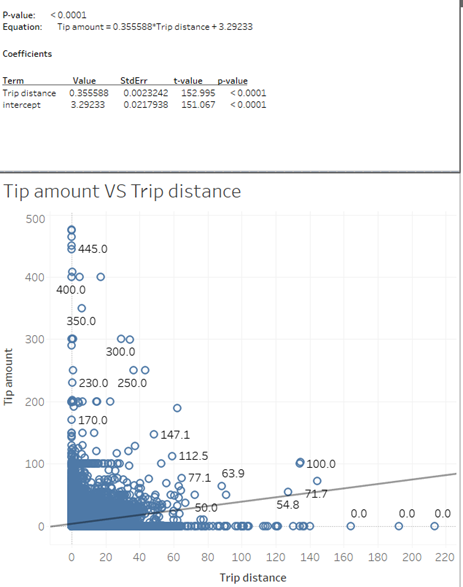 P-value: < 0.0001
Equation: Tip amount = 0.355588*Trip distance + 3.29233
Coefficients
Term Value StdErr t-value p-value
Trip distance 0.355588 0.0023242 152.995 < 0.0001
intercept 3.29233 0.0217938 151.067 < 0.0001
Tip amount VS Trip distance
500
445.0
400
400.0
350.0
300
300.0
230.0 250.0
200
170.0
147.1
112.5
100
100.0
77.1
63.9
71.7
54.8
50.0
0.0 0.0 0.0
0
Tip amount
0 20 40 60 80 100 120 140 160 180 200 220
Trip distance